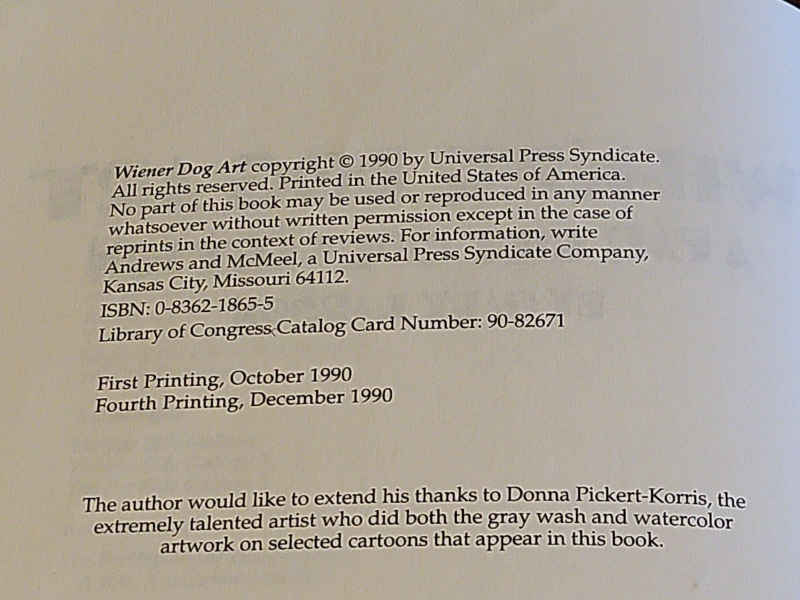 Wiener Dog Art copyright © 1990 by Universal Press Syndicate.
All rights reserved. Printed in the United States of America.
No part of this book may be used or reproduced in any manner
whatsoever without written permission except in the case of
reprints in the context of reviews. For information, write
Andrews and McMeel, a Universal Press Syndicate Company,
Kansas City, Missouri 64112.
ISBN: 0-8362-1865-5
Library of Congress Catalog Card Number: 90-82671
First Printing, October 1990
Fourth Printing, December 1990
The author would like to extend his thanks to Donna Pickert-Korris, the
extremely talented artist who did both the gray wash and watercolor
artwork on selected cartoons that appear in this book.